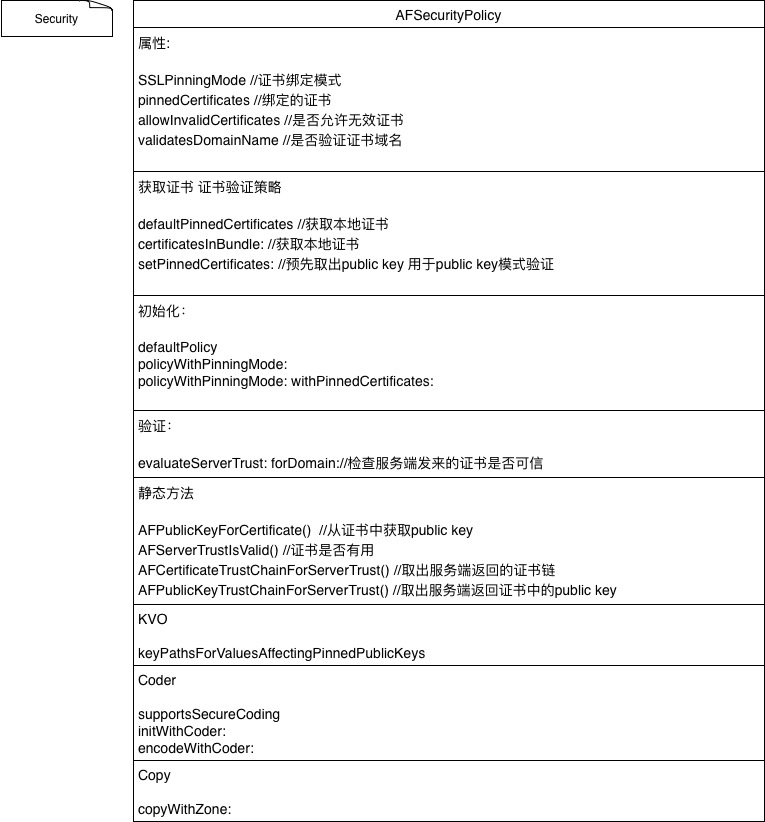 Security
AFSecurityPolicy
属性:
SSLPinningMode //证书绑定模式
pinnedCertificates //绑定的证书
allowInvalidCertificates //是否允许无效证书
validatesDomainName //是否验证证书域名
获取证书 证书验证策略
defaultPinnedCertificates //获取本地证书
certificatesInBundle: //获取本地证书
setPinnedCertificates: //预先取出public key 用于public key模式验证
初始化：
defaultPolicy
policyWithPinningMode:
policyWithPinningMode: withPinnedCertificates:
验证：
evaluateServerTrust: forDomain://检查服务端发来的证书是否可信
静态方法
AFPublicKeyForCertificate()  //从证书中获取public key
AFServerTrustIsValid() //证书是否有用
AFCertificateTrustChainForServerTrust() //取出服务端返回的证书链
AFPublicKeyTrustChainForServerTrust() //取出服务端返回证书中的public key
KVO
keyPathsForValuesAffectingPinnedPublicKeys
Coder
supportsSecureCoding
initWithCoder:
encodeWithCoder:
Copy
copyWithZone: